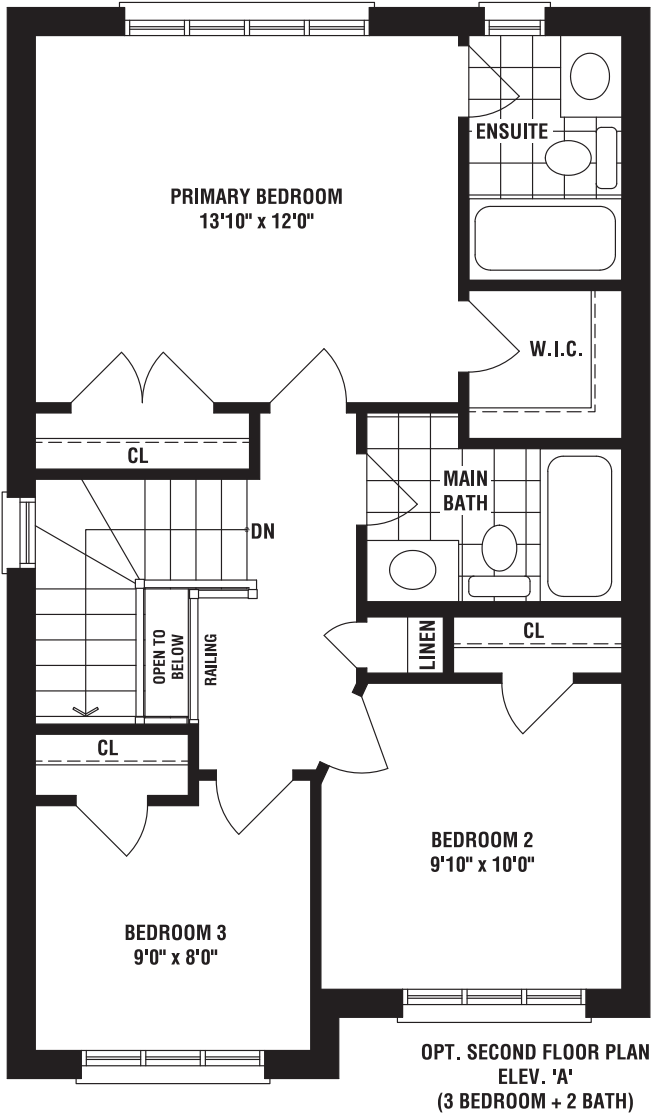 ENSUITE
PRIMARY BEDROOM
13'10" x 12'0"
W.I.C.
CL
MAIN
BATH
DN
OPEN TO
BELOW
RAILING
LINEN
CL
CL
BEDROOM 2
9'10" x 10'0"
BEDROOM 3
9'0" x 8'0"
OPT. SECOND FLOOR PLAN
ELEV. 'A'
(3 BEDROOM + 2 BATH)